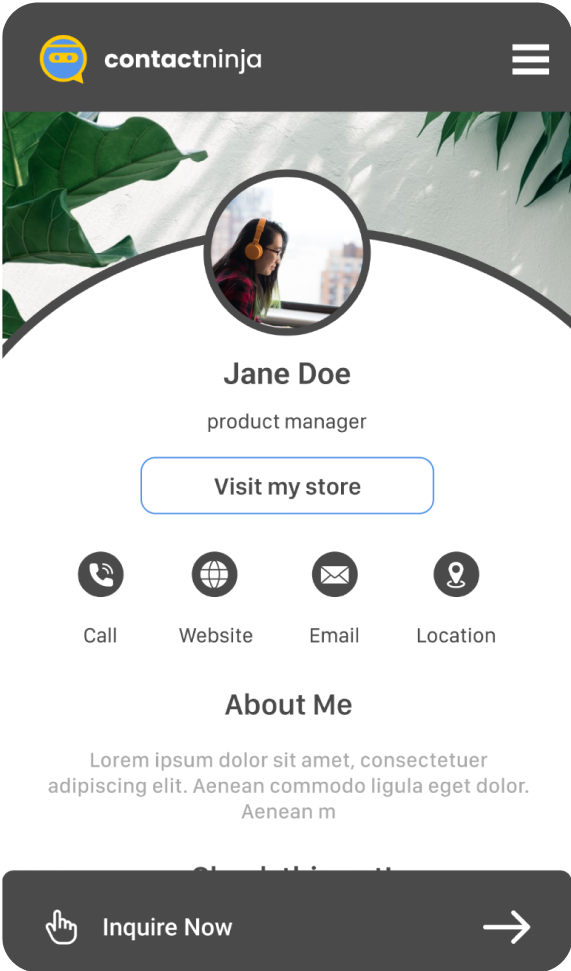 contactninja
Jane Doe
product manager
Visit my store
Call
Website
Email
Location
About Me
Lorem ipsum dolor sit amet, consectetuer
adipiscing elit. Aenean commodo ligula eget dolor.
Aenean m
Inquire Now